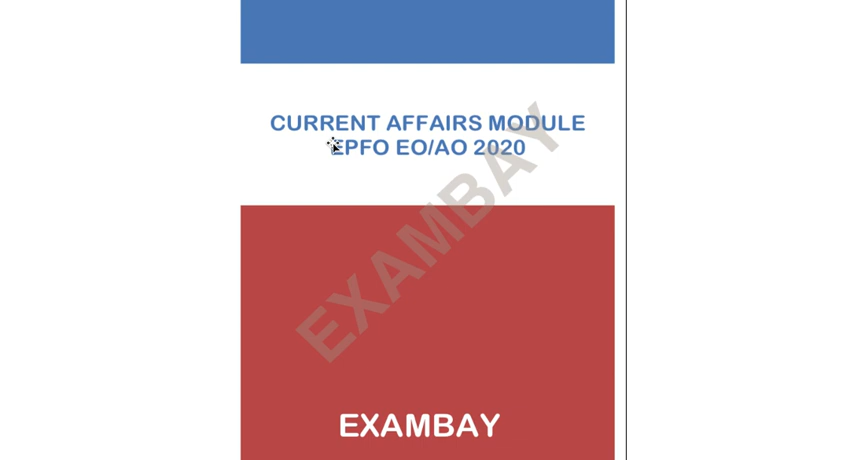 CURRENT AFFAIRS MODULE
EPFO EO/AO 2020
EXAMBAY
EXAMBAY